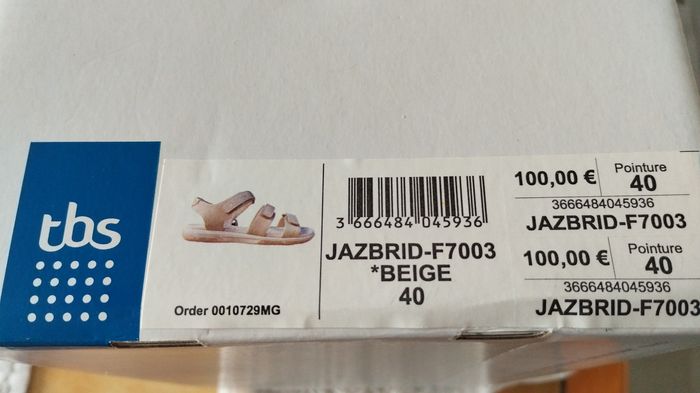 tbs
Order 0010729MG
3 666484 045936
JAZBRID-F7003
*BEIGE
40
100,00 €
Pointure
40
3666484045936
JAZBRID-F7003
100,00 €
Pointure
40
3666484045936
JAZBRID-F7003